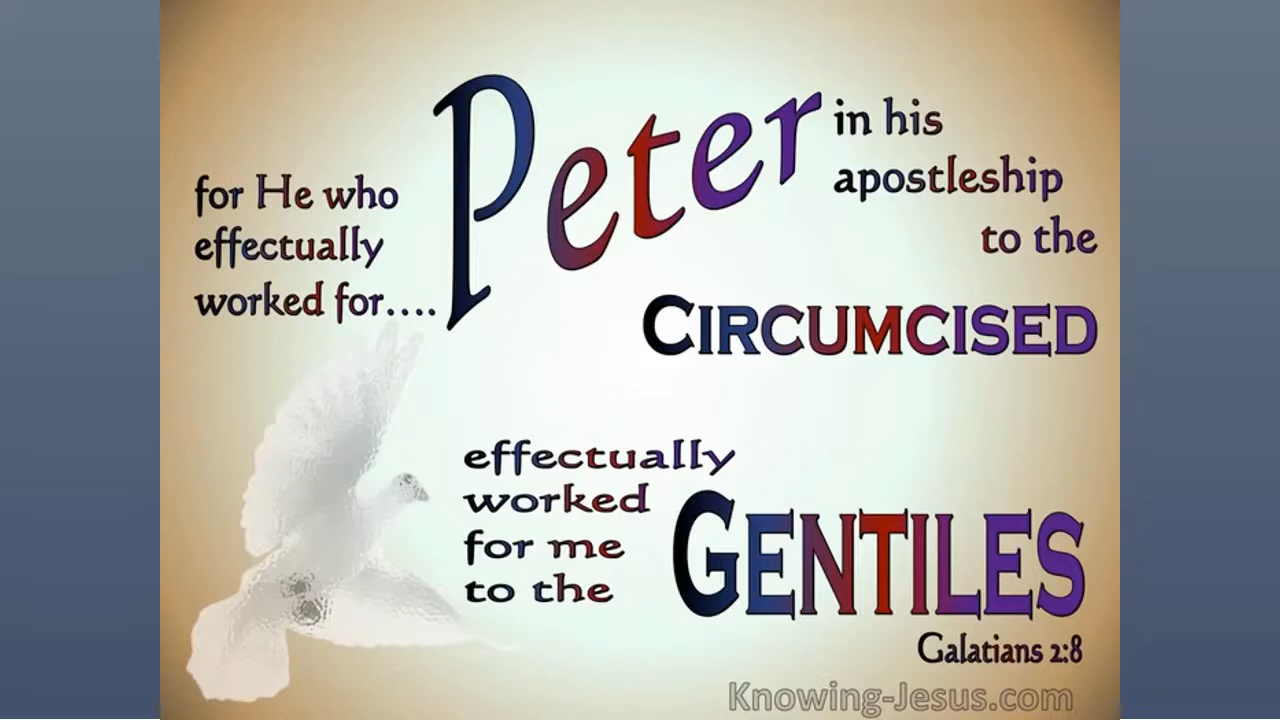 for He who
effectually
worked for....
Peter
in his
apostleship
to the
CIRCUMCISED
effectually
worked
for me
to the
GENTILES
Galatians 2:8
Knowing-Jesus.com